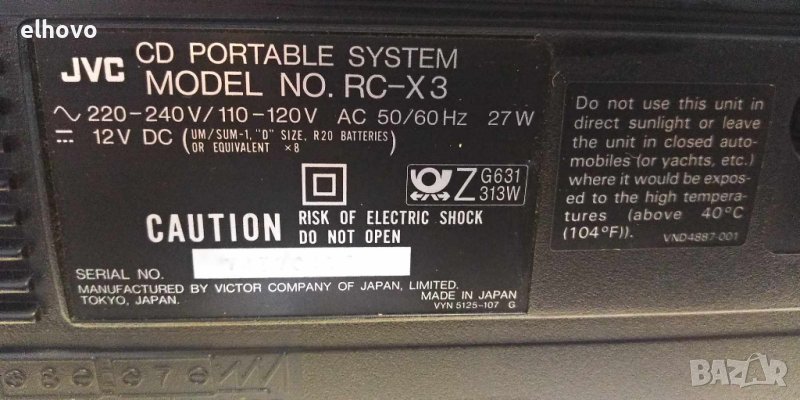 elhovo
JVC CD PORTABLE SYSTEM
MODEL NO. RC-X3
∿ 220-240V/110-120V AC 50/60Hz 27W
⎓ 12V DC (UM/SUM-1, "D" SIZE, R20 BATTERIES OR EQUIVALENT ×8)
Z G631 313W
CAUTION RISK OF ELECTRIC SHOCK
DO NOT OPEN
SERIAL NO.
MANUFACTURED BY VICTOR COMPANY OF JAPAN, LIMITED.
TOKYO, JAPAN.
MADE IN JAPAN
VYN 5125-107 G
Do not use this unit in
direct sunlight or leave
the unit in closed auto-
mobiles (or yachts, etc.)
where it would be expos-
ed to the high tempera-
tures (above 40°C
(104°F)).
VND4887-001
BAZAR